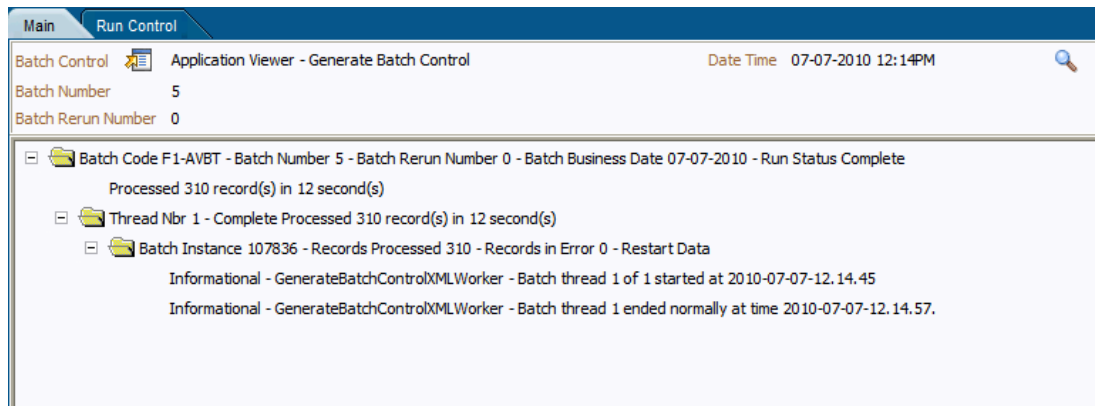 Main Run Control
Batch Control Application Viewer - Generate Batch Control Date Time 07-07-2010 12:14PM
Batch Number 5
Batch Rerun Number 0
Batch Code F1-AVBT - Batch Number 5 - Batch Rerun Number 0 - Batch Business Date 07-07-2010 - Run Status Complete
Processed 310 record(s) in 12 second(s)
Thread Nbr 1 - Complete Processed 310 record(s) in 12 second(s)
Batch Instance 107836 - Records Processed 310 - Records in Error 0 - Restart Data
Informational - GenerateBatchControlXMLWorker - Batch thread 1 of 1 started at 2010-07-07-12.14.45
Informational - GenerateBatchControlXMLWorker - Batch thread 1 ended normally at time 2010-07-07-12.14.57.